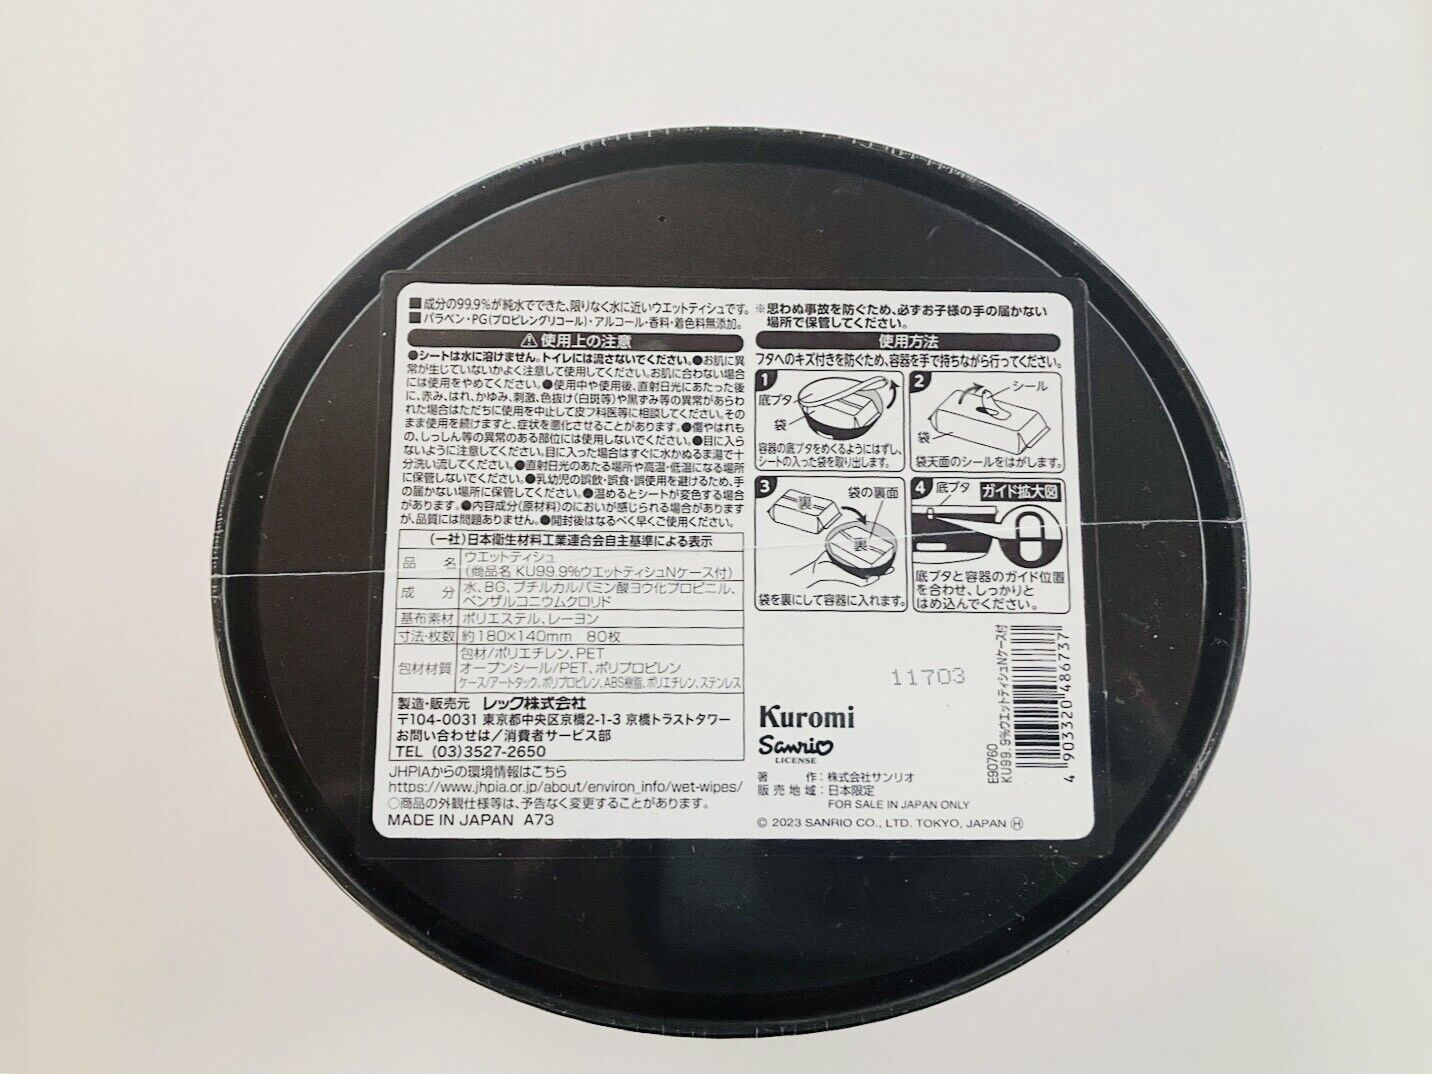 ■成分の99.9%が純水でできた、限りなく水に近いウエットティシュです。
■パラベン・PG(プロピレングリコール)・アルコール・香料・着色料無添加。
⚠使用上の注意
●シートは水に溶けません。トイレには流さないでください。●お肌に異
常が生じていないかよく注意して使用してください。お肌に合わない場合
には使用をやめてください。●使用中や使用後、直射日光にあたった後
に、赤み、はれ、かゆみ、刺激、色抜け(白斑等)や黒ずみ等の異常があらわ
れた場合はただちに使用を中止して皮フ科医等に相談してください。その
まま使用を続けますと、症状を悪化させることがあります。●傷やはれも
の、しっしん等の異常のある部位には使用しないでください。●目に入ら
ないように注意してください。目に入った場合はすぐに水かぬるま湯で十
分洗い流してください。●直射日光のあたる場所や高温・低温になる場所
に保管しないでください。●乳幼児の誤飲・誤食・誤使用を避けるため、手
の届かない場所に保管してください。●温めるとシートが変色する場合
があります。●内容成分(原材料)のにおいが感じられる場合があります
が、品質には問題ありません。●開封後はなるべく早くご使用ください。
(一社)日本衛生材料工業連合会自主基準による表示
品名 ウエットティシュ
(商品名 KU99.9%ウエットティシュNケース付)
成分 水、BG、ブチルカルバミン酸ヨウ化プロピニル、
ベンザルコニウムクロリド
基布素材 ポリエステル、レーヨン
寸法・枚数 約180×140mm 80枚
包材材質 包材/ポリエチレン、PET
オープンシール/PET、ポリプロピレン
ケース/アートタック、ポリプロピレン、ABS樹脂、ポリエチレン、ステンレス
製造・販売元 レック株式会社
〒104-0031 東京都中央区京橋2-1-3 京橋トラストタワー
お問い合わせは/消費者サービス部
TEL (03)3527-2650
JHPIAからの環境情報はこちら
https://www.jhpia.or.jp/about/environ_info/wet-wipes/
○商品の外観仕様等は、予告なく変更することがあります。
MADE IN JAPAN A73
※思わぬ事故を防ぐため、必ずお子様の手の届かない
場所で保管してください。
使用方法
フタへのキズ付きを防ぐため、容器を手で持ちながら行ってください。
1
底ブタ
袋
容器の底ブタをめくるようにはずし、
シートの入った袋を取り出します。
2
シール
袋
袋天面のシールをはがします。
3
袋の裏面
裏
裏
袋を裏にして容器に入れます。
4 底ブタ ガイド拡大図
底ブタと容器のガイド位置
を合わせ、しっかりと
はめ込んでください。
11703
Kuromi
Sanrio
LICENSE
著作:株式会社サンリオ
販売地域:日本限定
FOR SALE IN JAPAN ONLY
© 2023 SANRIO CO., LTD. TOKYO, JAPAN Ⓗ
E90760
KU99.9%ウエットティシュNケース付
4 903320 486737